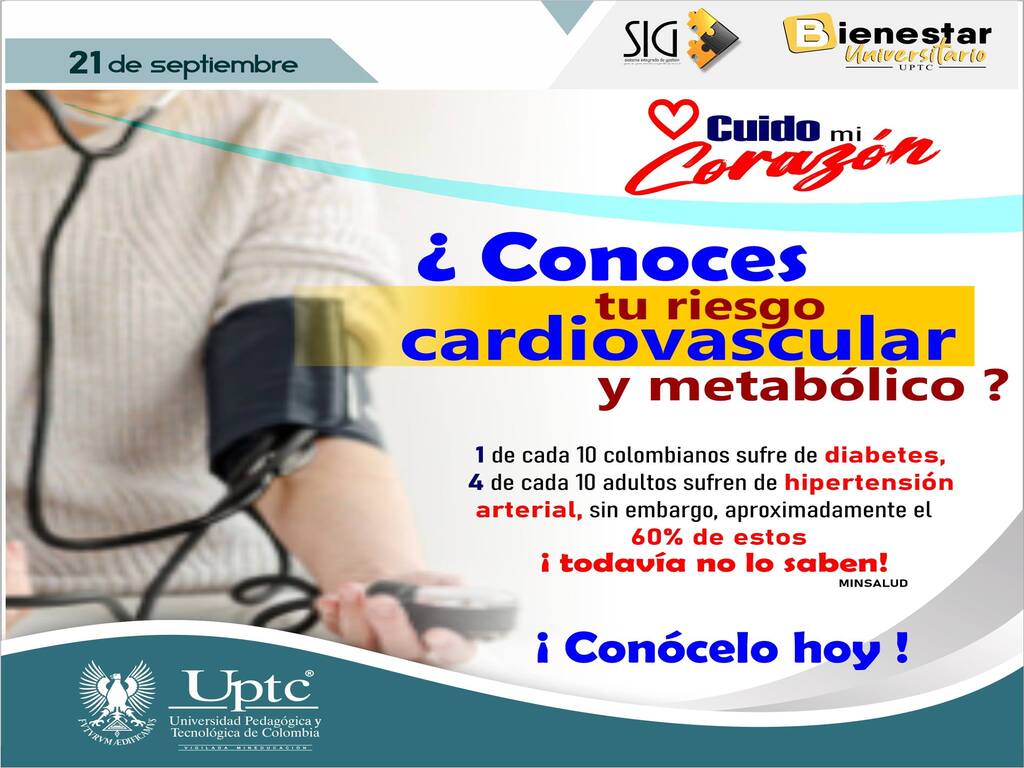 21 de septiembre
SIG
Bienestar
Universitario
UPTC
Cuido mi
Corazón
¿ Conoces
tu riesgo
cardiovascular
y metabólico ?
1 de cada 10 colombianos sufre de diabetes,
4 de cada 10 adultos sufren de hipertensión
arterial, sin embargo, aproximadamente el
60% de estos
¡ todavía no lo saben!
MINSALUD
¡ Conócelo hoy !
Uptc®
Universidad Pedagógica y
Tecnológica de Colombia
VIGILADA MINEDUCACIÓN